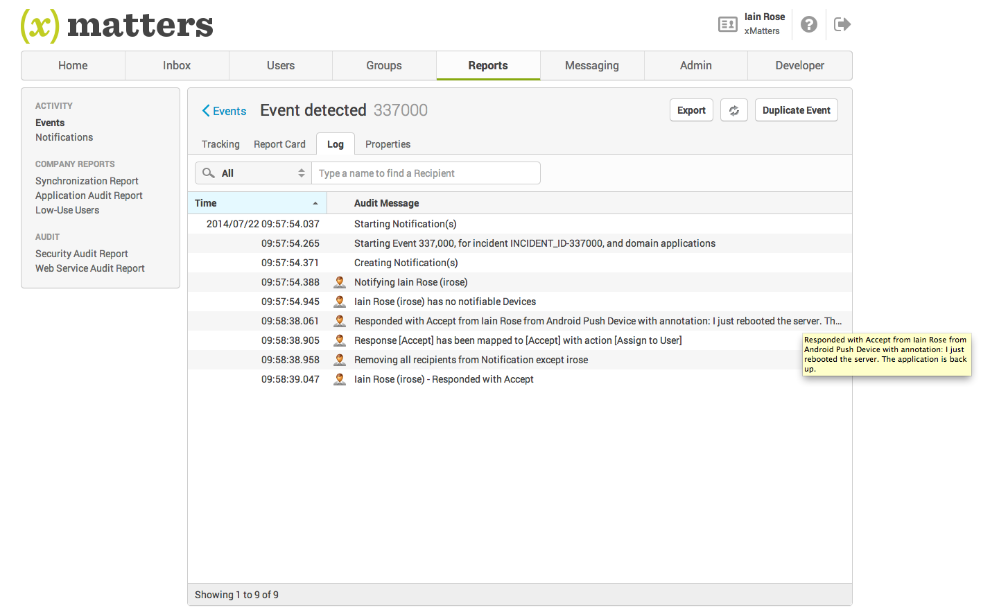 (x) matters
Iain Rose
xMatters
?
Home Inbox Users Groups Reports Messaging Admin Developer
ACTIVITY
Events
Notifications
COMPANY REPORTS
Synchronization Report
Application Audit Report
Low-Use Users
AUDIT
Security Audit Report
Web Service Audit Report
Events Event detected 337000
Export Duplicate Event
Tracking Report Card Log Properties
All Type a name to find a Recipient
Time Audit Message
2014/07/22 09:57:54.037 Starting Notification(s)
09:57:54.265 Starting Event 337,000, for incident INCIDENT_ID-337000, and domain applications
09:57:54.371 Creating Notification(s)
09:57:54.388 Notifying Iain Rose (irose)
09:57:54.945 Iain Rose (irose) has no notifiable Devices
09:58:38.061 Responded with Accept from Iain Rose from Android Push Device with annotation: I just rebooted the server. Th...
09:58:38.905 Response [Accept] has been mapped to [Accept] with action [Assign to User]
09:58:38.958 Removing all recipients from Notification except irose
09:58:39.047 Iain Rose (irose) - Responded with Accept
Responded with Accept from Iain Rose from
Android Push Device with annotation: I just
rebooted the server. The application is back
up.
Showing 1 to 9 of 9